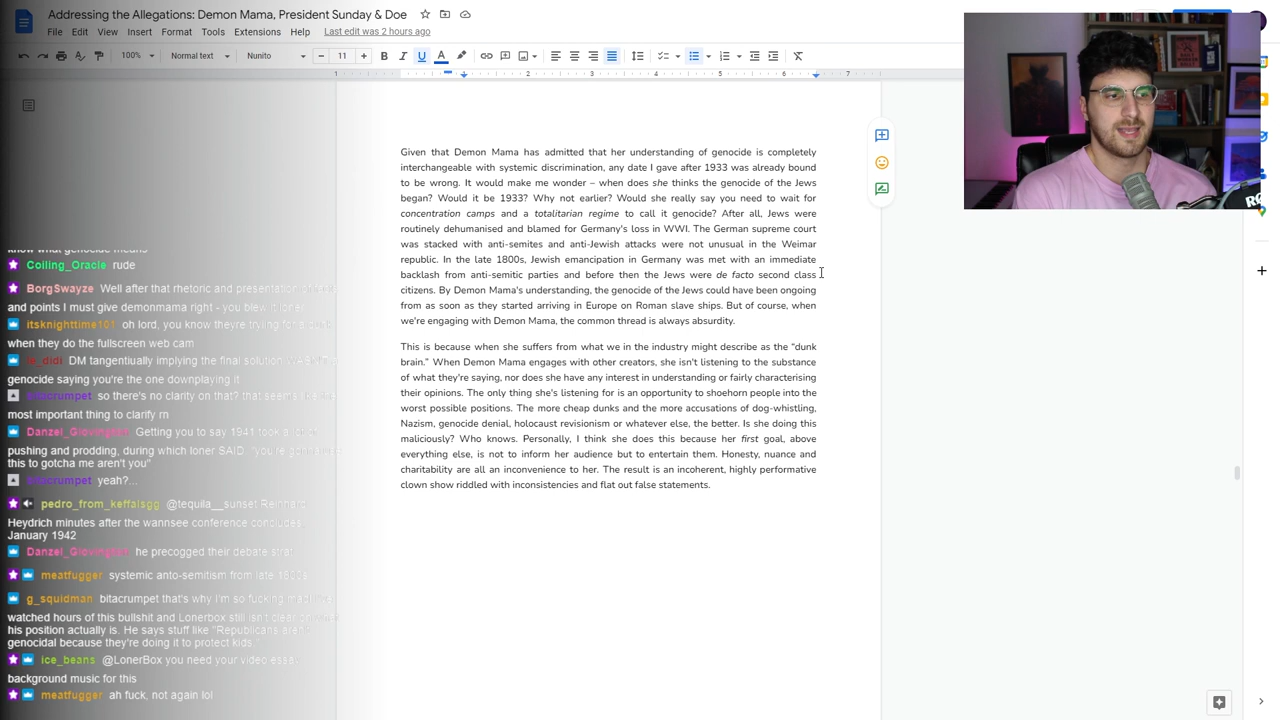 Addressing the Allegations: Demon Mama, President Sunday & Doe
File Edit View Insert Format Tools Extensions Help Last edit was 2 hours ago
100% Normal text Nunito 11
1 1 2 3 4 5 6 7
Given that Demon Mama has admitted that her understanding of genocide is completely
interchangeable with systemic discrimination, any date I gave after 1933 was already bound
to be wrong. It would make me wonder – when does she thinks the genocide of the Jews
began? Would it be 1933? Why not earlier? Would she really say you need to wait for
concentration camps and a totalitarian regime to call it genocide? After all, Jews were
routinely dehumanised and blamed for Germany's loss in WWI. The German supreme court
was stacked with anti-semites and anti-Jewish attacks were not unusual in the Weimar
republic. In the late 1800s, Jewish emancipation in Germany was met with an immediate
backlash from anti-semitic parties and before then the Jews were de facto second class
citizens. By Demon Mama's understanding, the genocide of the Jews could have been ongoing
from as soon as they started arriving in Europe on Roman slave ships. But of course, when
we're engaging with Demon Mama, the common thread is always absurdity.
This is because when she suffers from what we in the industry might describe as the “dunk
brain.” When Demon Mama engages with other creators, she isn't listening to the substance
of what they're saying, nor does she have any interest in understanding or fairly characterising
their opinions. The only thing she's listening for is an opportunity to shoehorn people into the
worst possible positions. The more cheap dunks and the more accusations of dog-whistling,
Nazism, genocide denial, holocaust revisionism or whatever else, the better. Is she doing this
maliciously? Who knows. Personally, I think she does this because her first goal, above
everything else, is not to inform her audience but to entertain them. Honesty, nuance and
charitability are all an inconvenience to her. The result is an incoherent, highly performative
clown show riddled with inconsistencies and flat out false statements.
know what genocide means
Coiling_Oracle rude
BorgSwayze Well after that rhetoric and presentation
and points I must give demonmama right - you blew it loner
itsknighttime101 oh lord, you know theyre trying for a
when they do the fullscreen web cam
DM tangentially implying the final solution
genocide saying you're the one downplaying it
bitacrumpet so there's no clarity on that? that seems like the
most important thing to clarify rn
Danzel_Glovington Getting you to say 1941 took a
pushing and prodding, during which loner SAID "you're gonna use
this to gotcha me aren't you"
bitacrumpet yeah?...
pedro_from_keffalsgg @tequila__sunset Reinhard
Heydrich minutes after the wannsee conference concludes
January 1942
Danzel_Glovington he precogged their debate strat
meatfugger systemic anto-semitism from late 1800s
g_squidman bitacrumpet that's why I'm so fucking mad I've
watched hours of this bullshit and Lonerbox still isn't clear on what
his position actually is. He says stuff like "Republicans aren't
genocidal because they're doing it to protect kids."
ice_beans @LonerBox you need your video essay
background music for this
meatfugger ah fuck, not again lol